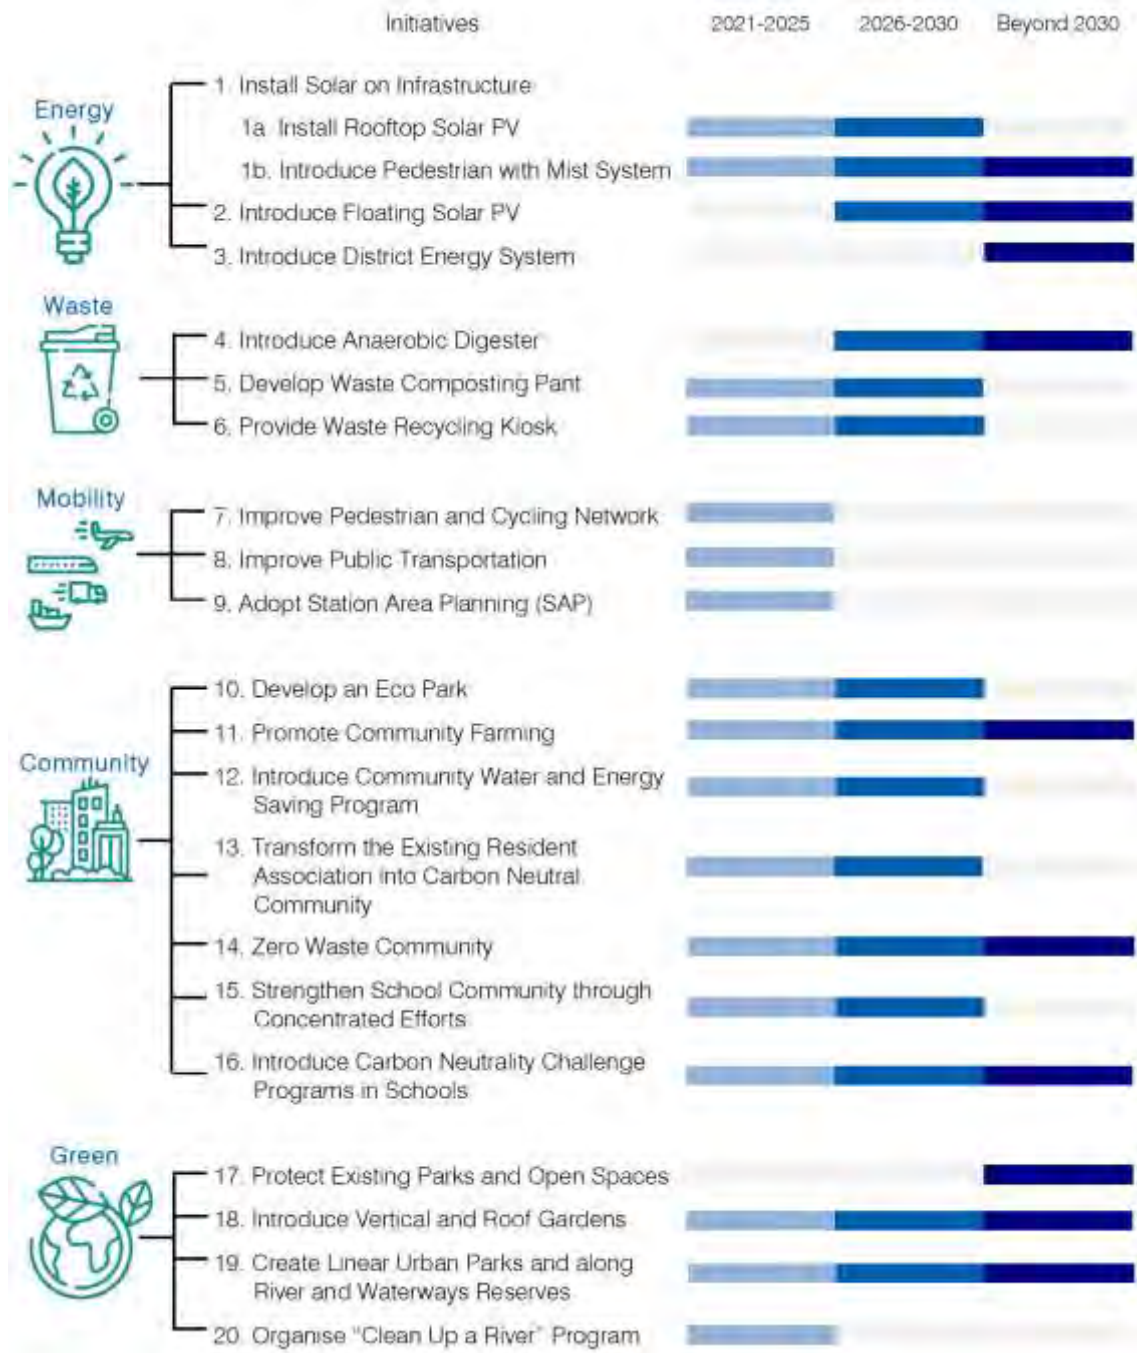 Initiatives 2021-2025 2026-2030 Beyond 2030
Energy
1. Install Solar on Infrastructure
1a. Install Rooftop Solar PV
1b. Introduce Pedestrian with Mist System
2. Introduce Floating Solar PV
3. Introduce District Energy System
Waste
4. Introduce Anaerobic Digester
5. Develop Waste Composting Pant
6. Provide Waste Recycling Kiosk
Mobility
7. Improve Pedestrian and Cycling Network
8. Improve Public Transportation
9. Adopt Station Area Planning (SAP)
Community
10. Develop an Eco Park
11. Promote Community Farming
12. Introduce Community Water and Energy
Saving Program
13. Transform the Existing Resident
Association into Carbon Neutral
Community
14. Zero Waste Community
15. Strengthen School Community through
Concentrated Efforts
16. Introduce Carbon Neutrality Challenge
Programs in Schools
Green
17. Protect Existing Parks and Open Spaces
18. Introduce Vertical and Roof Gardens
19. Create Linear Urban Parks and along
River and Waterways Reserves
20. Organise “Clean Up a River” Program